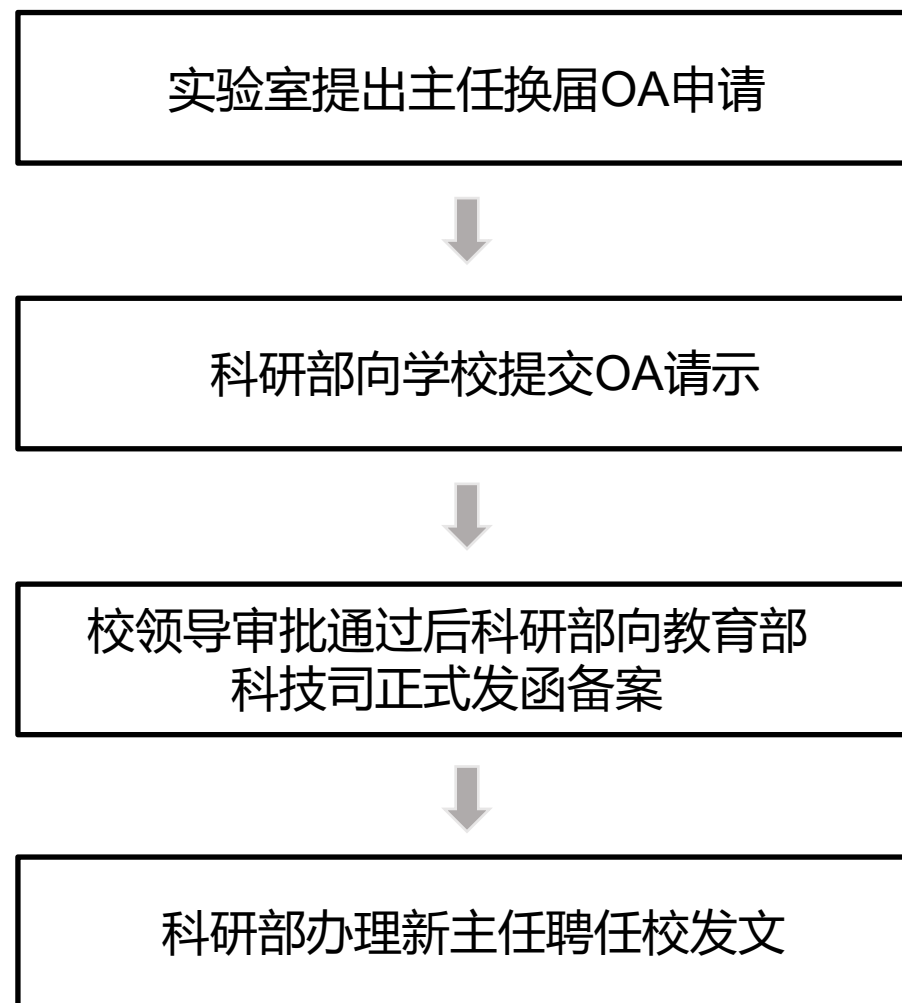 实验室提出主任换届OA申请
科研部向学校提交OA请示
校领导审批通过后科研部向教育部
科技司正式发函备案
科研部办理新主任聘任校发文